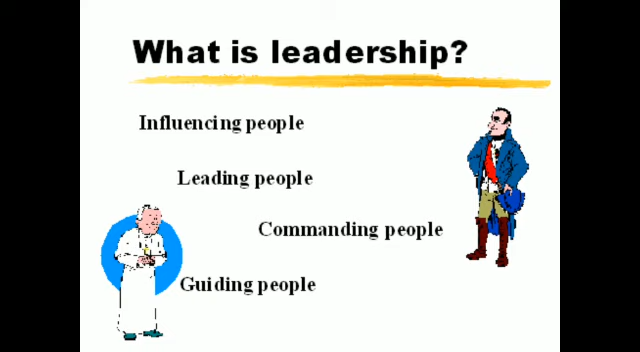 What is leadership?
Influencing people
Leading people
Commanding people
Guiding people